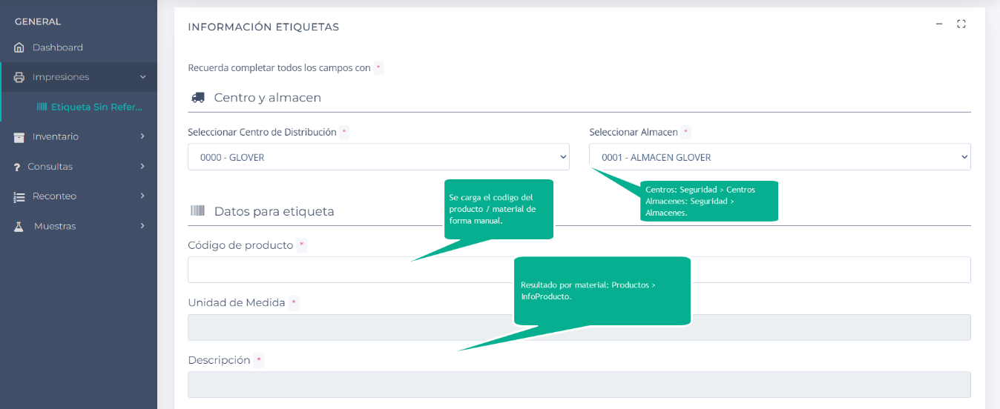 GENERAL
Dashboard
Impresiones
Etiqueta Sin Refer...
Inventario
? Consultas
Reconteo
Muestras
INFORMACIÓN ETIQUETAS
Recuerda completar todos los campos con *
Centro y almacen
Seleccionar Centro de Distribución *
0000 - GLOVER
Seleccionar Almacen *
0001 - ALMACEN GLOVER
Centros: Seguridad > Centros
Almacenes: Seguridad >
Almacenes.
Se carga el codigo del
producto / material de
forma manual.
Datos para etiqueta
Código de producto *
Resultado por material: Productos >
InfoProducto.
Unidad de Medida *
Descripción *